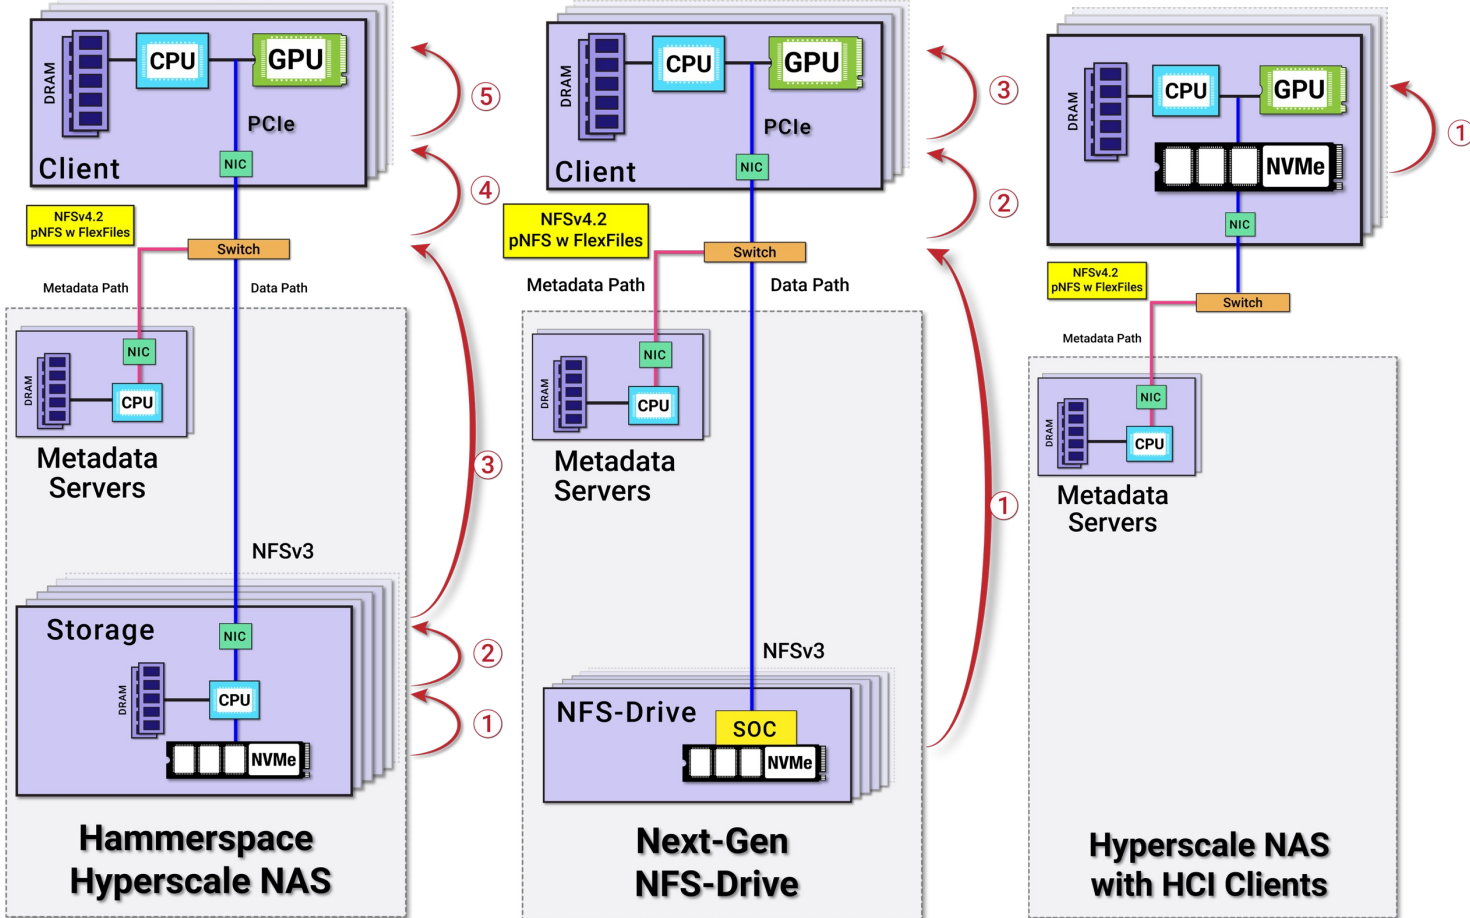 DRAM
CPU
GPU
PCIe
Client
NIC
⑤
④
NFSv4.2
pNFS w FlexFiles
Switch
Metadata Path
Data Path
NIC
DRAM
CPU
Metadata
Servers
③
NFSv3
Storage
NIC
DRAM
CPU
NVMe
②
①
Hammerspace
Hyperscale NAS
DRAM
CPU
GPU
PCIe
Client
NIC
③
②
NFSv4.2
pNFS w FlexFiles
Switch
Metadata Path
Data Path
NIC
DRAM
CPU
Metadata
Servers
①
NFSv3
NFS-Drive
SOC
NVMe
Next-Gen
NFS-Drive
DRAM
CPU
GPU
NVMe
NIC
①
NFSv4.2
pNFS w FlexFiles
Switch
Metadata Path
NIC
DRAM
CPU
Metadata
Servers
Hyperscale NAS
with HCI Clients